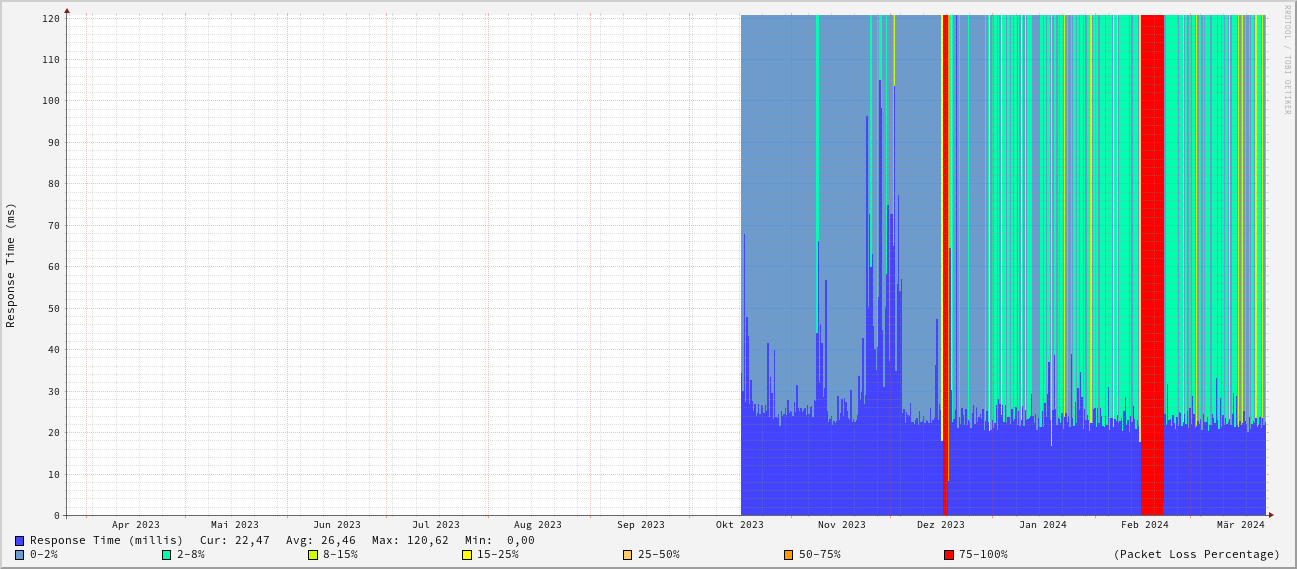 RRDTOOL / TOBI OETIKER
Response Time (ms)
120
110
100
90
80
70
60
50
40
30
20
10
0
Apr 2023 Mai 2023 Jun 2023 Jul 2023 Aug 2023 Sep 2023 Okt 2023 Nov 2023 Dez 2023 Jan 2024 Feb 2024 Mär 2024
Response Time (millis) Cur: 22,47 Avg: 26,46 Max: 120,62 Min: 0,00
0-2% 2-8% 8-15% 15-25% 25-50% 50-75% 75-100% (Packet Loss Percentage)